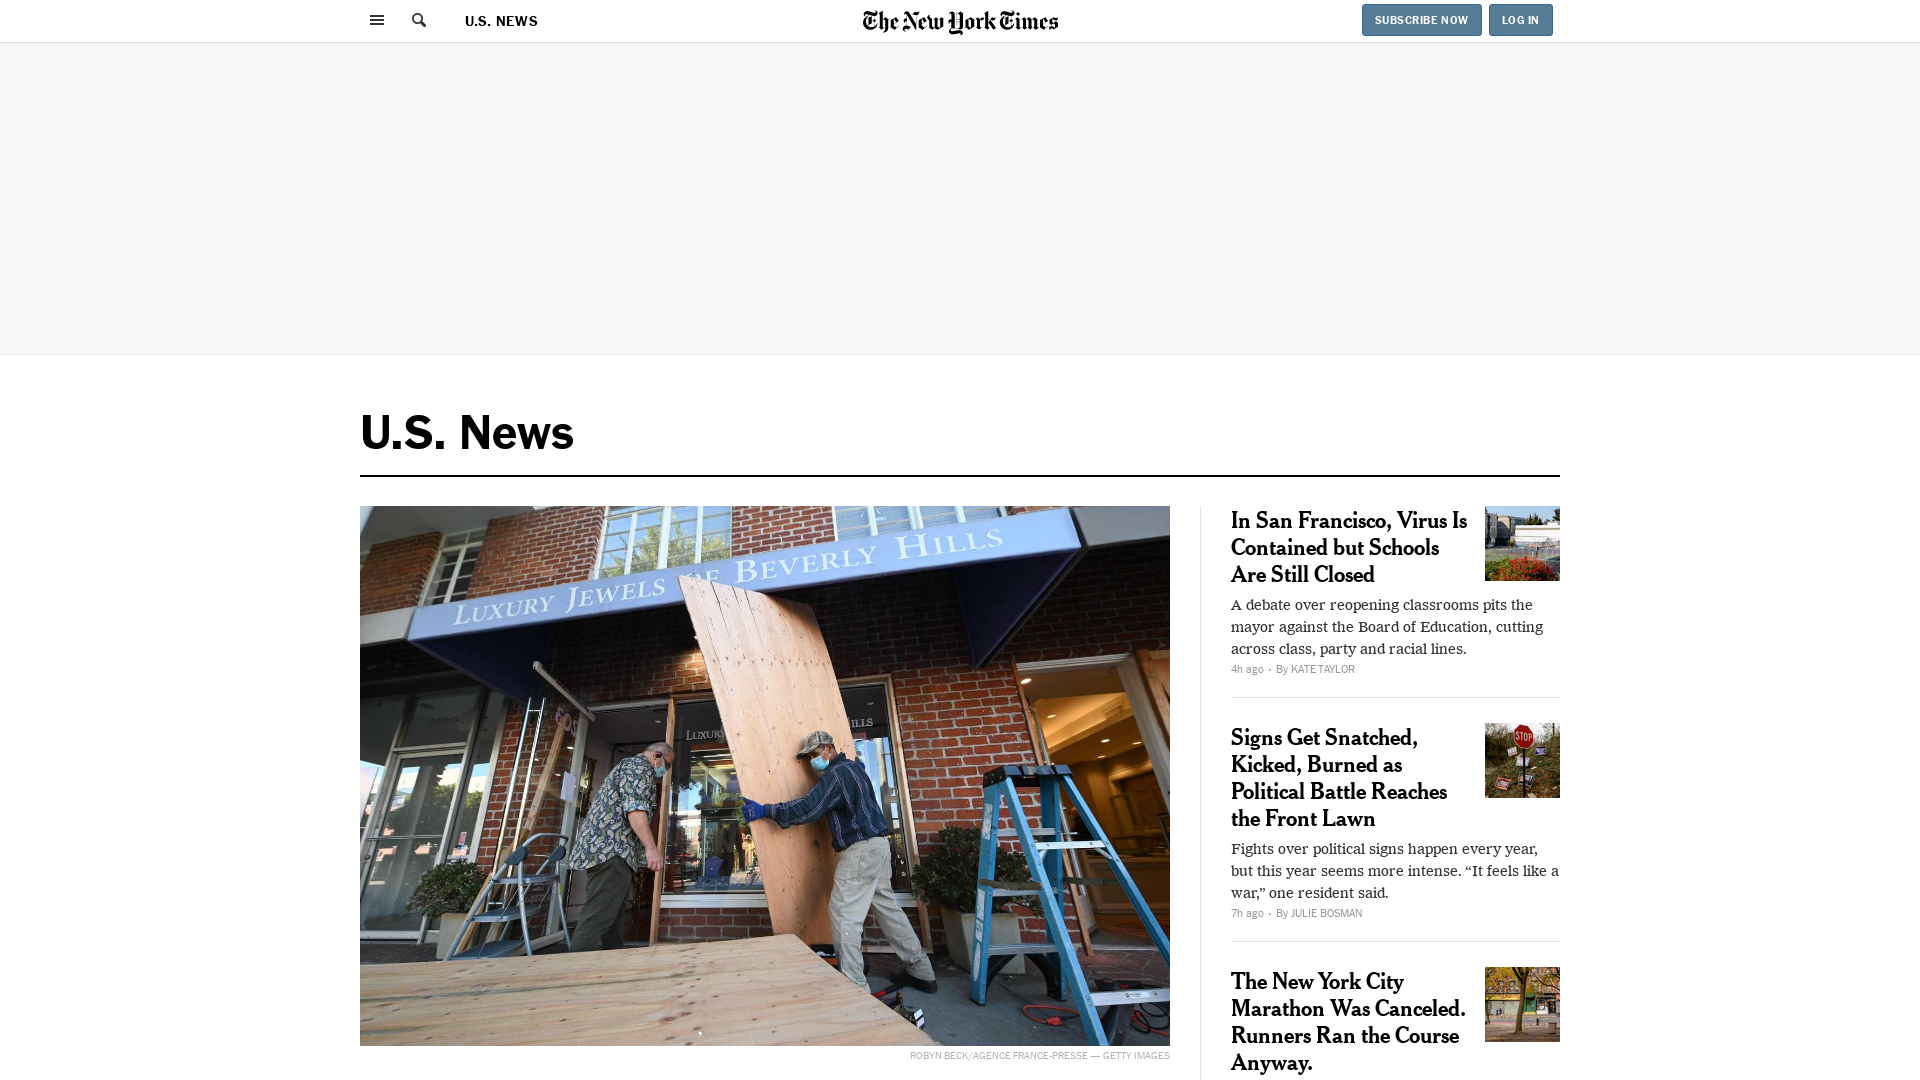 U.S. NEWS
The New York Times
SUBSCRIBE NOW
LOG IN
U.S. News
LUXURY JEWELS OF BEVERLY HILLS
LUXURY
HILLS
ROBYN BECK/AGENCE FRANCE-PRESSE — GETTY IMAGES
In San Francisco, Virus Is
Contained but Schools
Are Still Closed
A debate over reopening classrooms pits the
mayor against the Board of Education, cutting
across class, party and racial lines.
4h ago • By KATE TAYLOR
Signs Get Snatched,
Kicked, Burned as
Political Battle Reaches
the Front Lawn
STOP
Fights over political signs happen every year,
but this year seems more intense. “It feels like a
war,” one resident said.
7h ago • By JULIE BOSMAN
The New York City
Marathon Was Canceled.
Runners Ran the Course
Anyway.